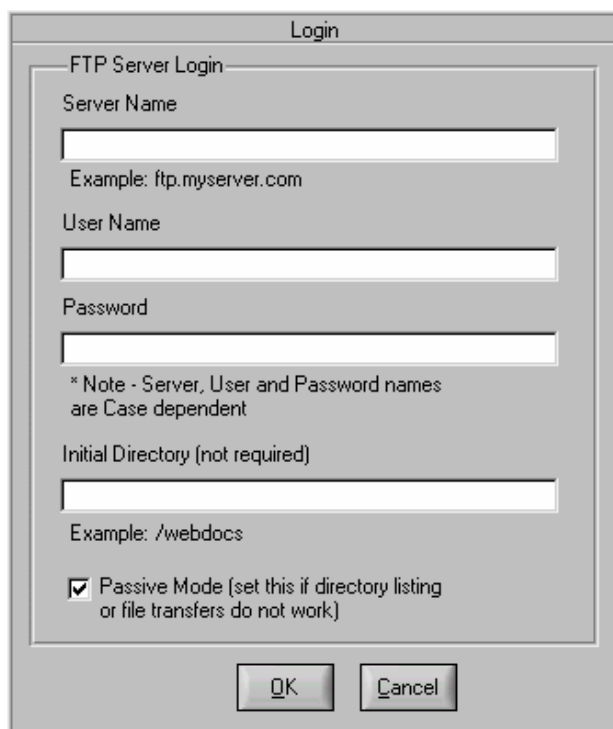 Login
FTP Server Login
Server Name
Example: ftp.myserver.com
User Name
Password
* Note - Server, User and Password names
are Case dependent
Initial Directory (not required)
Example: /webdocs
Passive Mode (set this if directory listing
or file transfers do not work)
OK
Cancel